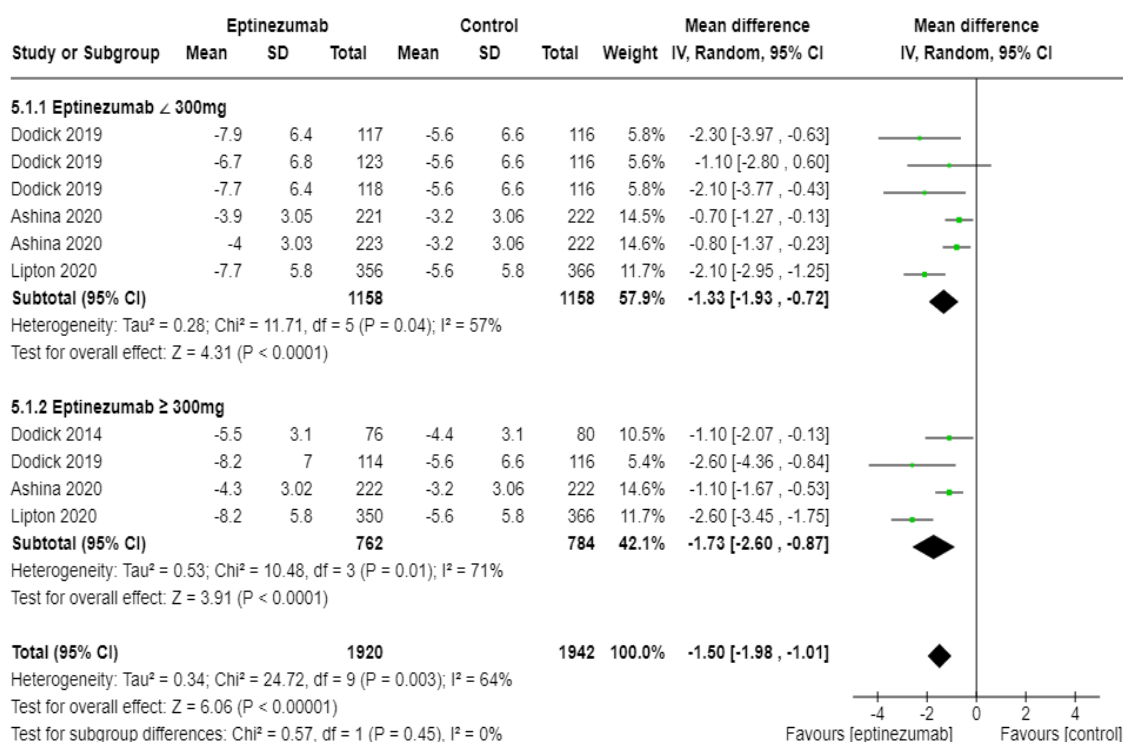 Eptinezumab Control Mean difference Mean difference
Study or Subgroup Mean SD Total Mean SD Total Weight IV, Random, 95% CI IV, Random, 95% CI
5.1.1 Eptinezumab ∠ 300mg
Dodick 2019 -7.9 6.4 117 -5.6 6.6 116 5.8% -2.30 [-3.97 , -0.63]
Dodick 2019 -6.7 6.8 123 -5.6 6.6 116 5.6% -1.10 [-2.80 , 0.60]
Dodick 2019 -7.7 6.4 118 -5.6 6.6 116 5.8% -2.10 [-3.77 , -0.43]
Ashina 2020 -3.9 3.05 221 -3.2 3.06 222 14.5% -0.70 [-1.27 , -0.13]
Ashina 2020 -4 3.03 223 -3.2 3.06 222 14.6% -0.80 [-1.37 , -0.23]
Lipton 2020 -7.7 5.8 356 -5.6 5.8 366 11.7% -2.10 [-2.95 , -1.25]
Subtotal (95% CI) 1158 1158 57.9% -1.33 [-1.93 , -0.72]
Heterogeneity: Tau² = 0.28; Chi² = 11.71, df = 5 (P = 0.04); I² = 57%
Test for overall effect: Z = 4.31 (P < 0.0001)
5.1.2 Eptinezumab ≥ 300mg
Dodick 2014 -5.5 3.1 76 -4.4 3.1 80 10.5% -1.10 [-2.07 , -0.13]
Dodick 2019 -8.2 7 114 -5.6 6.6 116 5.4% -2.60 [-4.36 , -0.84]
Ashina 2020 -4.3 3.02 222 -3.2 3.06 222 14.6% -1.10 [-1.67 , -0.53]
Lipton 2020 -8.2 5.8 350 -5.6 5.8 366 11.7% -2.60 [-3.45 , -1.75]
Subtotal (95% CI) 762 784 42.1% -1.73 [-2.60 , -0.87]
Heterogeneity: Tau² = 0.53; Chi² = 10.48, df = 3 (P = 0.01); I² = 71%
Test for overall effect: Z = 3.91 (P < 0.0001)
Total (95% CI) 1920 1942 100.0% -1.50 [-1.98 , -1.01]
Heterogeneity: Tau² = 0.34; Chi² = 24.72, df = 9 (P = 0.003); I² = 64%
Test for overall effect: Z = 6.06 (P < 0.00001)
-4 -2 0 2 4
Test for subgroup differences: Chi² = 0.57, df = 1 (P = 0.45), I² = 0% Favours [eptinezumab] Favours [control]